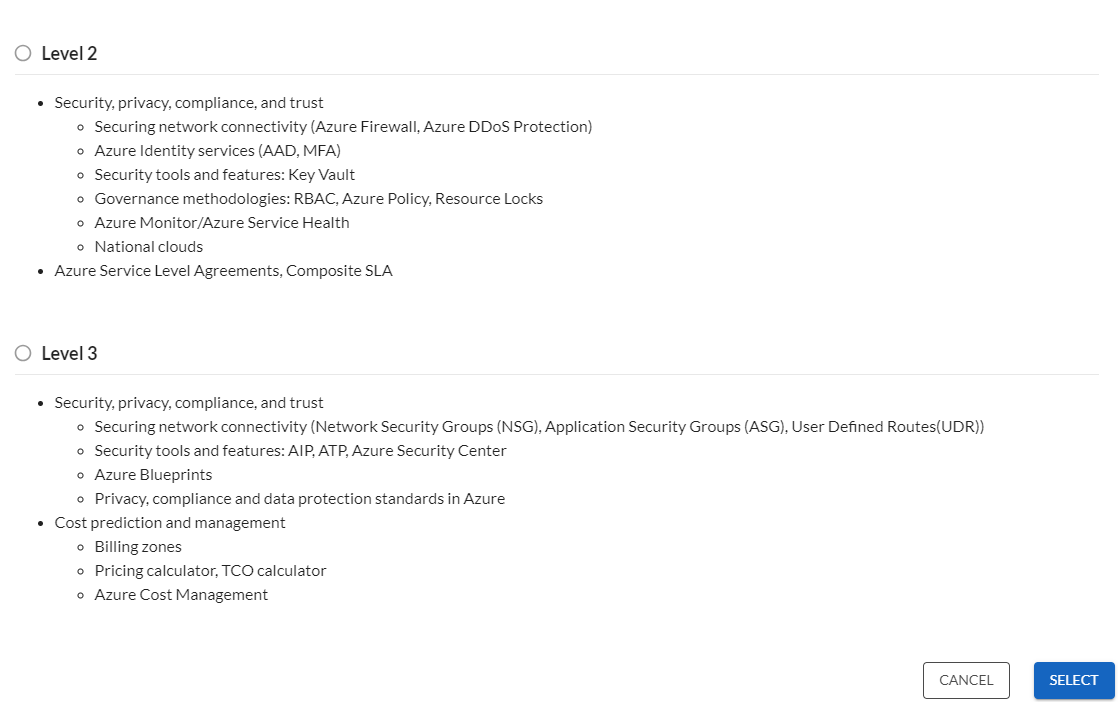 Level 2
Security, privacy, compliance, and trust
Securing network connectivity (Azure Firewall, Azure DDoS Protection)
Azure Identity services (AAD, MFA)
Security tools and features: Key Vault
Governance methodologies: RBAC, Azure Policy, Resource Locks
Azure Monitor/Azure Service Health
National clouds
Azure Service Level Agreements, Composite SLA
Level 3
Security, privacy, compliance, and trust
Securing network connectivity (Network Security Groups (NSG), Application Security Groups (ASG), User Defined Routes(UDR))
Security tools and features: AIP, ATP, Azure Security Center
Azure Blueprints
Privacy, compliance and data protection standards in Azure
Cost prediction and management
Billing zones
Pricing calculator, TCO calculator
Azure Cost Management
CANCEL SELECT